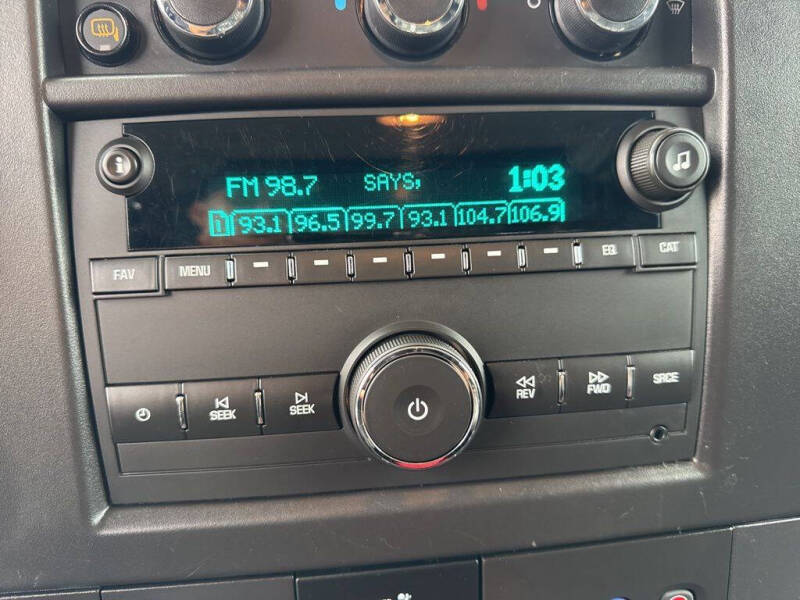 i
FM 98.7 SAYS, 1:03
1 93.1 96.5 99.7 93.1 104.7 106.9
FAV MENU EQ CAT
SEEK SEEK REV FWD SRCE